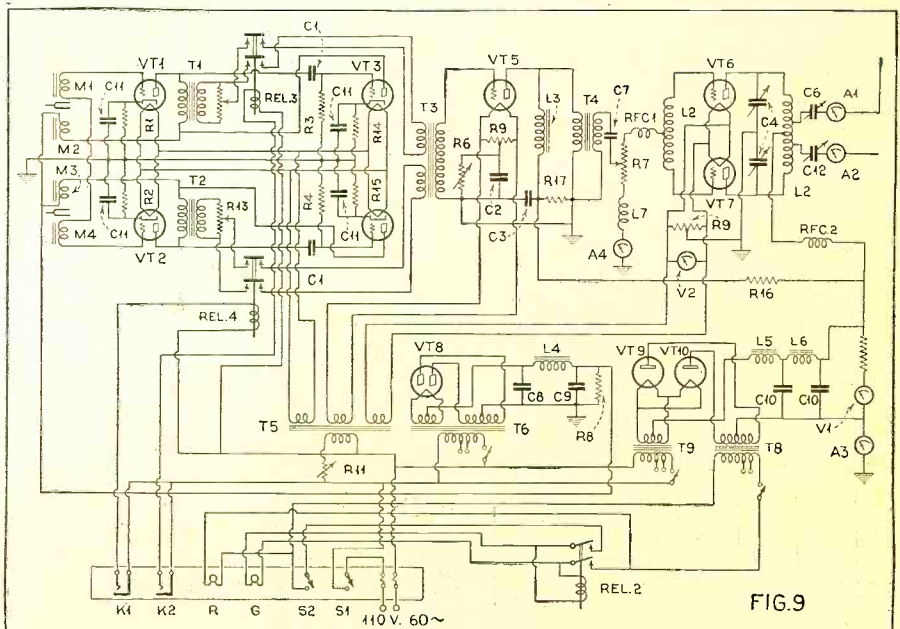 C1
VT1 T1 VT3 VT5 VT6
M1 C11 REL.3 C11 T3 L3 T4 C7 RFC1 L2 C4 C6 A1
R1 R3 R14 R9
M2 R6 R7 C12 A2
M3 R2 T2 R4 R15 C2 R17 L2
M4 C11 R13 C11 C3 L7 VT7 R9
VT2 C1 A4 V2 RFC.2
REL.4 R16
VT8 L4 VT9 VT10 L5 L6
C8 C9 C10 C10
T5 T6 R8 T9 T8 V1
R11 A3
REL.2
K1 K2 R G S2 S1 110 V. 60~
FIG.9